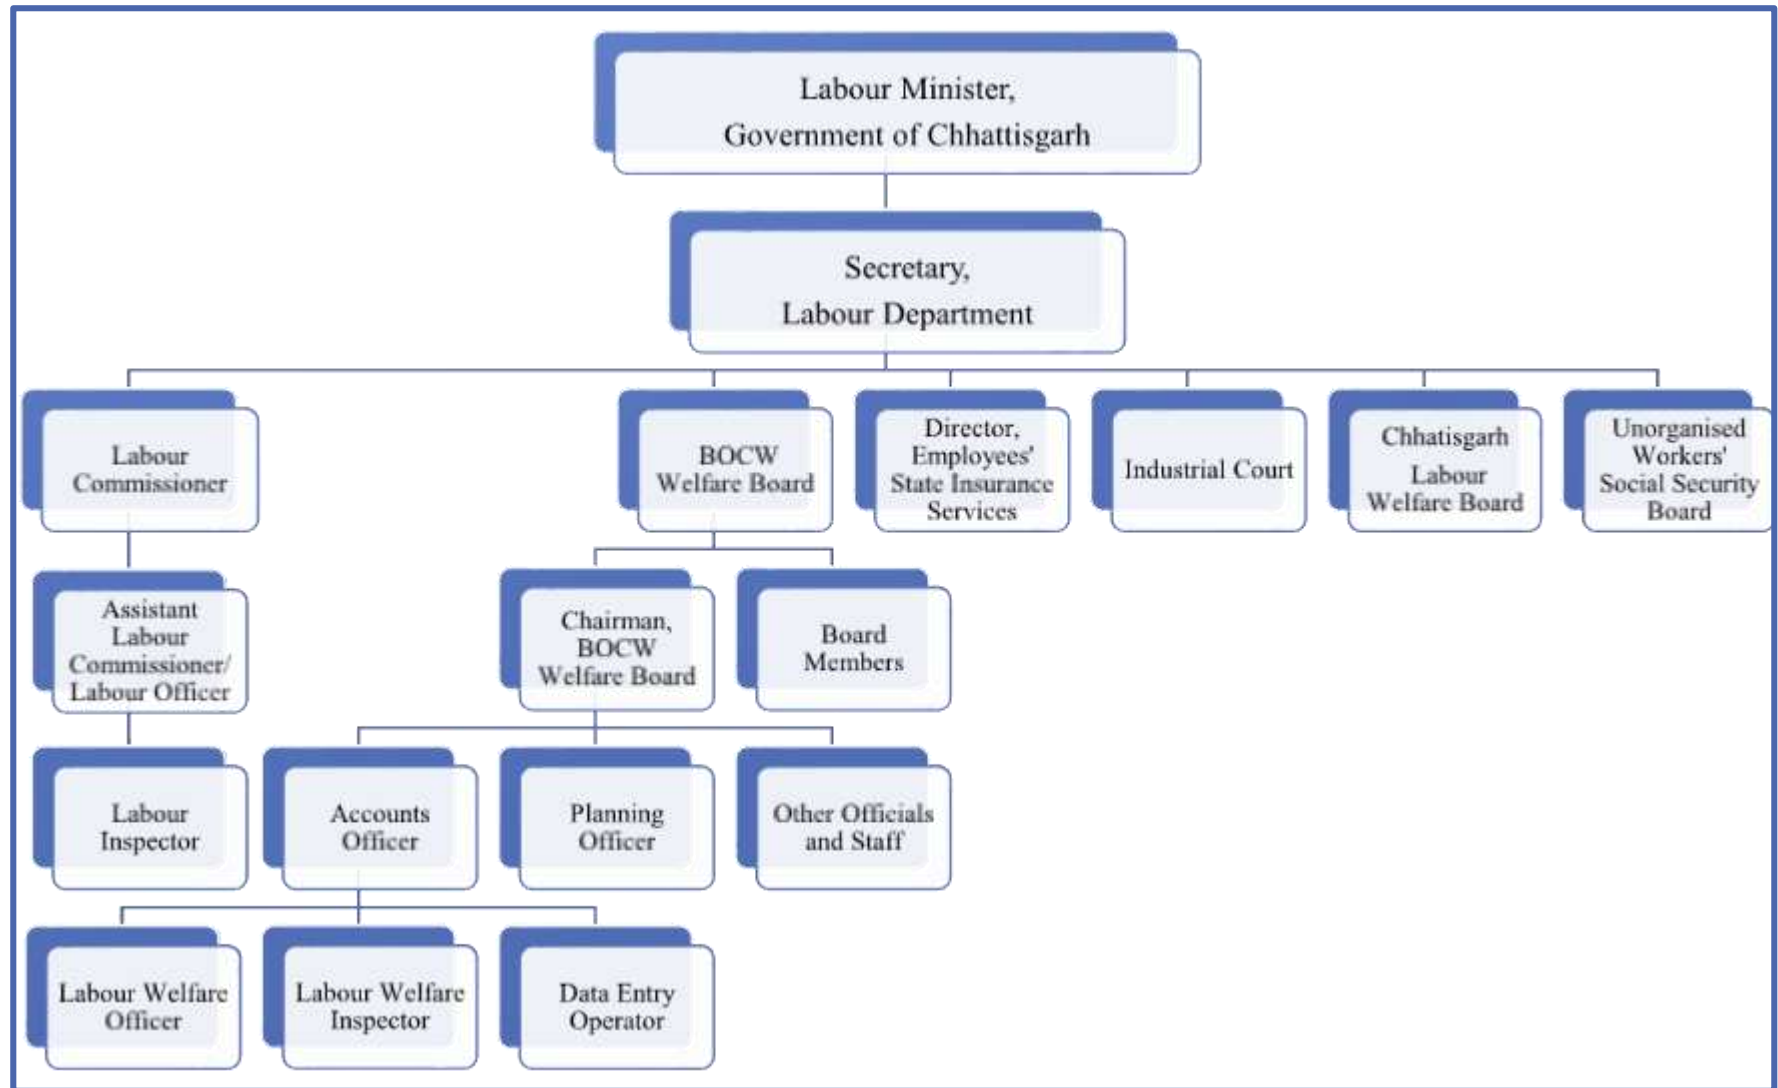 Labour Minister,
Government of Chhattisgarh
Secretary,
Labour Department
Labour
Commissioner
BOCW
Welfare Board
Director,
Employees'
State Insurance
Services
Industrial Court
Chhatisgarh
Labour
Welfare Board
Unorganised
Workers'
Social Security
Board
Assistant
Labour
Commissioner/
Labour Officer
Chairman,
BOCW
Welfare Board
Board
Members
Labour
Inspector
Accounts
Officer
Planning
Officer
Other Officials
and Staff
Labour Welfare
Officer
Labour Welfare
Inspector
Data Entry
Operator